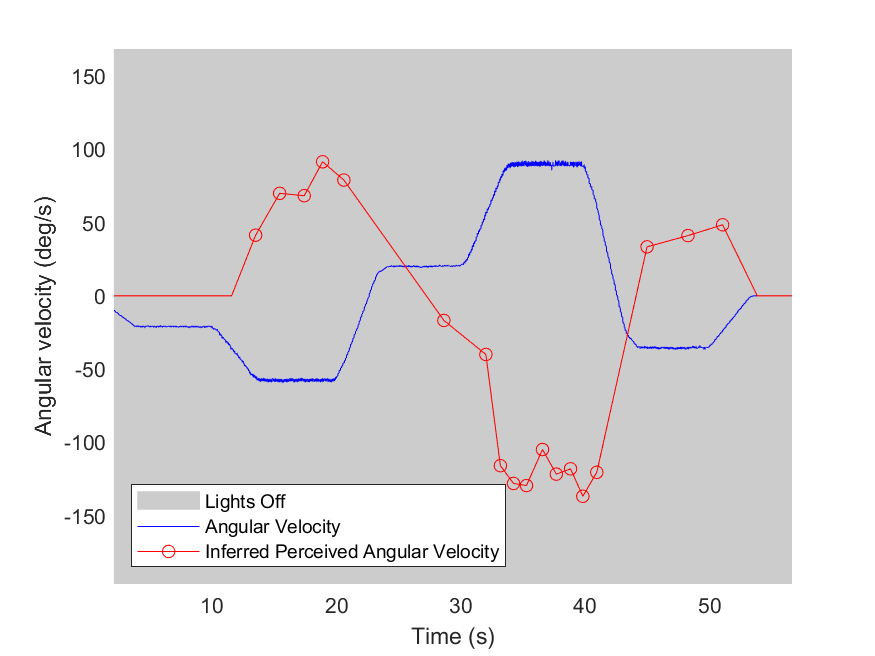 150
100
50
0
-50
-100
-150
Angular velocity (deg/s)
Lights Off
Angular Velocity
Inferred Perceived Angular Velocity
10 20 30 40 50
Time (s)